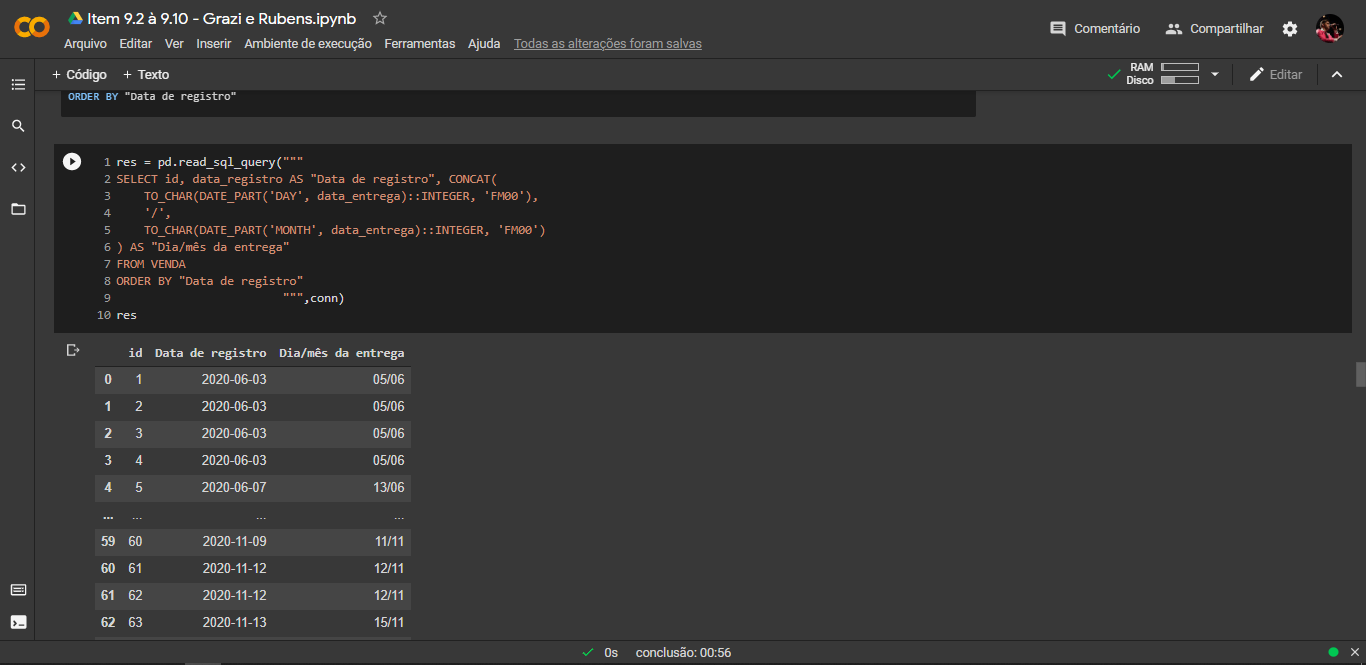 Item 9.2 à 9.10 - Grazi e Rubens.ipynb
Arquivo Editar Ver Inserir Ambiente de execução Ferramentas Ajuda Todas as alterações foram salvas
Comentário Compartilhar
+ Código + Texto
RAM
Disco
Editar
ORDER BY "Data de registro"
1 res = pd.read_sql_query("""
2 SELECT id, data_registro AS "Data de registro", CONCAT(
3 TO_CHAR(DATE_PART('DAY', data_entrega)::INTEGER, 'FM00'),
4 '/',
5 TO_CHAR(DATE_PART('MONTH', data_entrega)::INTEGER, 'FM00')
6 ) AS "Dia/mês da entrega"
7 FROM VENDA
8 ORDER BY "Data de registro"
9 """,conn)
10 res
id Data de registro Dia/mês da entrega
0 1 2020-06-03 05/06
1 2 2020-06-03 05/06
2 3 2020-06-03 05/06
3 4 2020-06-03 05/06
4 5 2020-06-07 13/06
... ... ... ...
59 60 2020-11-09 11/11
60 61 2020-11-12 12/11
61 62 2020-11-12 12/11
62 63 2020-11-13 15/11
0s conclusão: 00:56